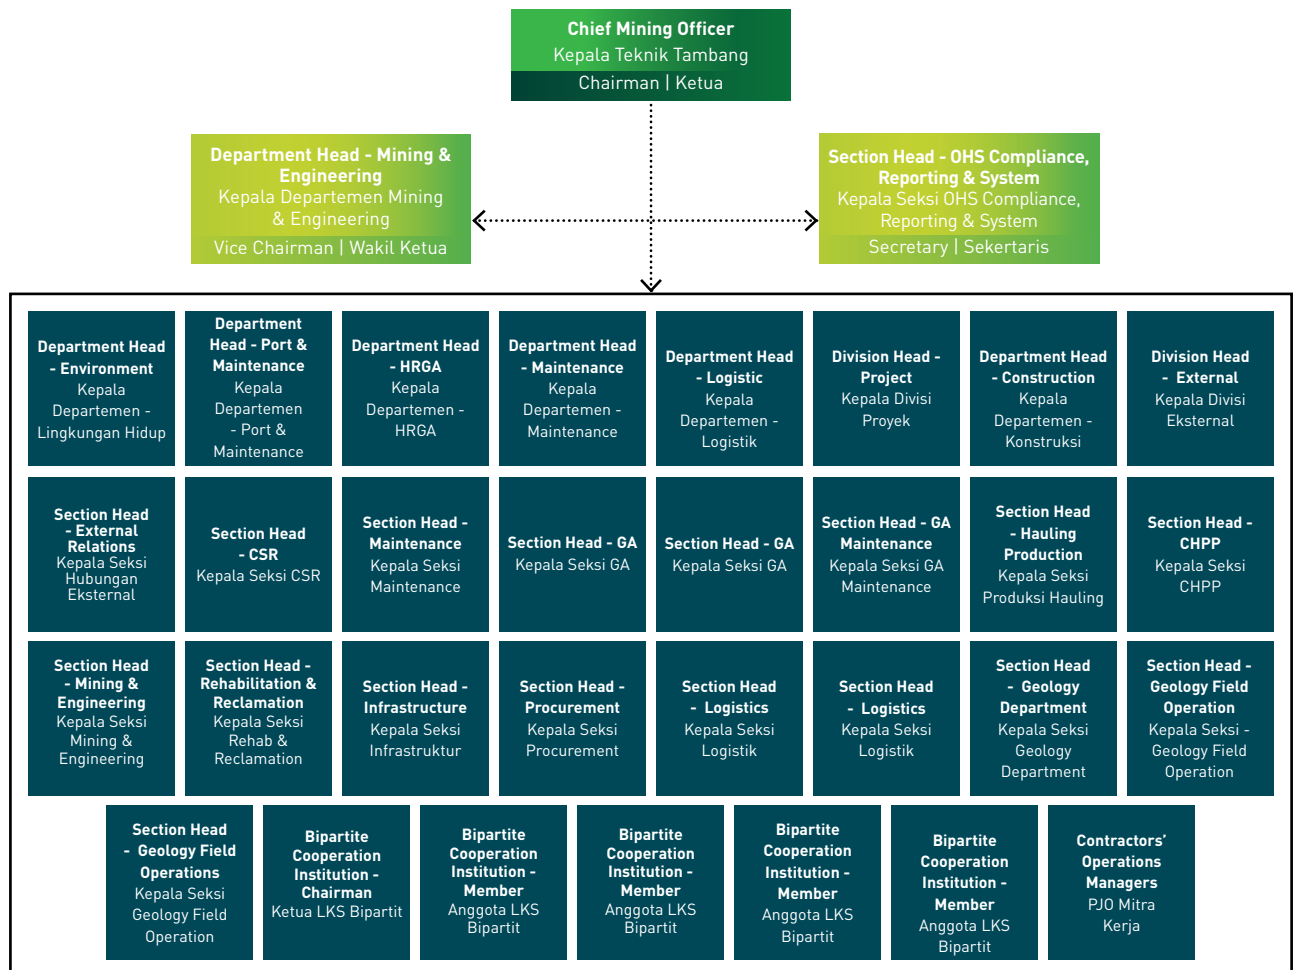 Chief Mining Officer
Kepala Teknik Tambang
Chairman | Ketua
Department Head - Mining &
Engineering
Kepala Departemen Mining
& Engineering
Vice Chairman | Wakil Ketua
Section Head - OHS Compliance,
Reporting & System
Kepala Seksi OHS Compliance,
Reporting & System
Secretary | Sekertaris
Department Head
- Environment
Kepala
Departemen -
Lingkungan Hidup
Department
Head - Port &
Maintenance
Kepala
Departemen
- Port &
Maintenance
Department Head
- HRGA
Kepala
Departemen -
HRGA
Department Head
- Maintenance
Kepala
Departemen -
Maintenance
Department Head
- Logistic
Kepala
Departemen -
Logistik
Division Head -
Project
Kepala Divisi
Proyek
Department Head
- Construction
Kepala
Departemen -
Konstruksi
Division Head
- External
Kepala Divisi
Eksternal
Section Head
- External
Relations
Kepala Seksi
Hubungan
Eksternal
Section Head
- CSR
Kepala Seksi CSR
Section Head -
Maintenance
Kepala Seksi
Maintenance
Section Head - GA
Kepala Seksi GA
Section Head - GA
Kepala Seksi GA
Section Head - GA
Maintenance
Kepala Seksi GA
Maintenance
Section Head
- Hauling
Production
Kepala Seksi
Produksi Hauling
Section Head -
CHPP
Kepala Seksi
CHPP
Section Head
- Mining &
Engineering
Kepala Seksi
Mining &
Engineering
Section Head -
Rehabilitation &
Reclamation
Kepala Seksi
Rehab &
Reclamation
Section Head -
Infrastructure
Kepala Seksi
Infrastruktur
Section Head -
Procurement
Kepala Seksi
Procurement
Section Head
- Logistics
Kepala Seksi
Logistik
Section Head
- Logistics
Kepala Seksi
Logistik
Section Head
- Geology
Department
Kepala Seksi
Geology
Department
Section Head -
Geology Field
Operation
Kepala Seksi -
Geology Field
Operation
Section Head
- Geology Field
Operations
Kepala Seksi
Geology Field
Operation
Bipartite
Cooperation
Institution -
Chairman
Ketua LKS Bipartit
Bipartite
Cooperation
Institution -
Member
Anggota LKS
Bipartit
Bipartite
Cooperation
Institution -
Member
Anggota LKS
Bipartit
Bipartite
Cooperation
Institution -
Member
Anggota LKS
Bipartit
Bipartite
Cooperation
Institution -
Member
Anggota LKS
Bipartit
Contractors’
Operations
Managers
PJO Mitra
Kerja